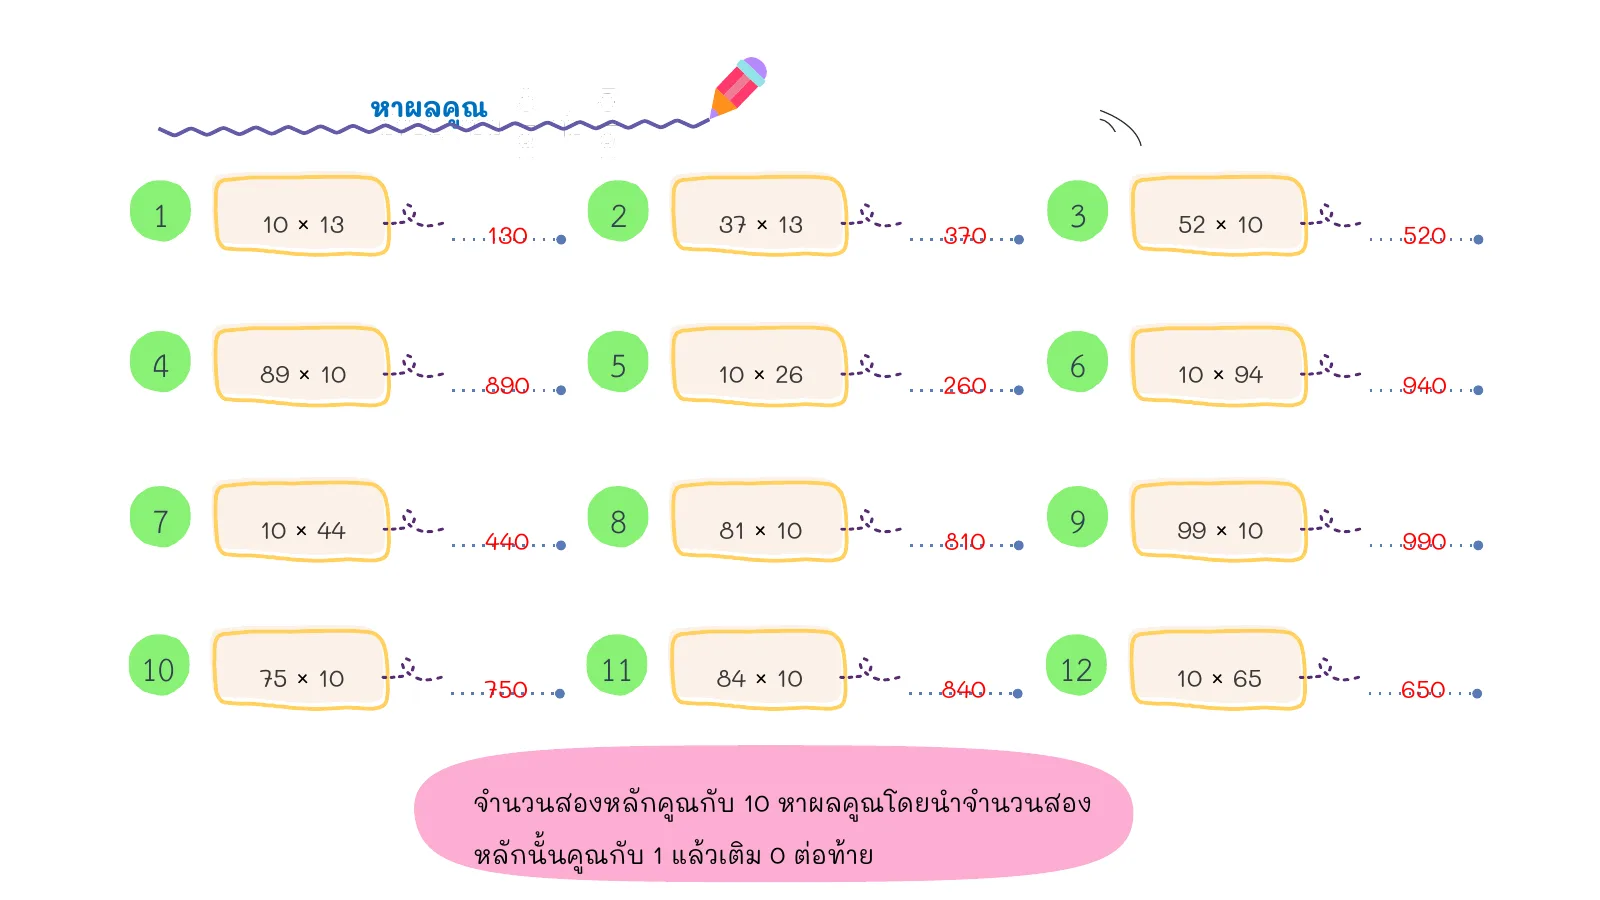 หาผลคูณ
1 10 × 13 130 2 37 × 13 370 3 52 × 10 520
4 89 × 10 890 5 10 × 26 260 6 10 × 94 940
7 10 × 44 440 8 81 × 10 810 9 99 × 10 990
10 75 × 10 750 11 84 × 10 840 12 10 × 65 650
จำนวนสองหลักคูณกับ 10 หาผลคูณโดยนำจำนวนสอง
หลักนั้นคูณกับ 1 แล้วเติม 0 ต่อท้าย